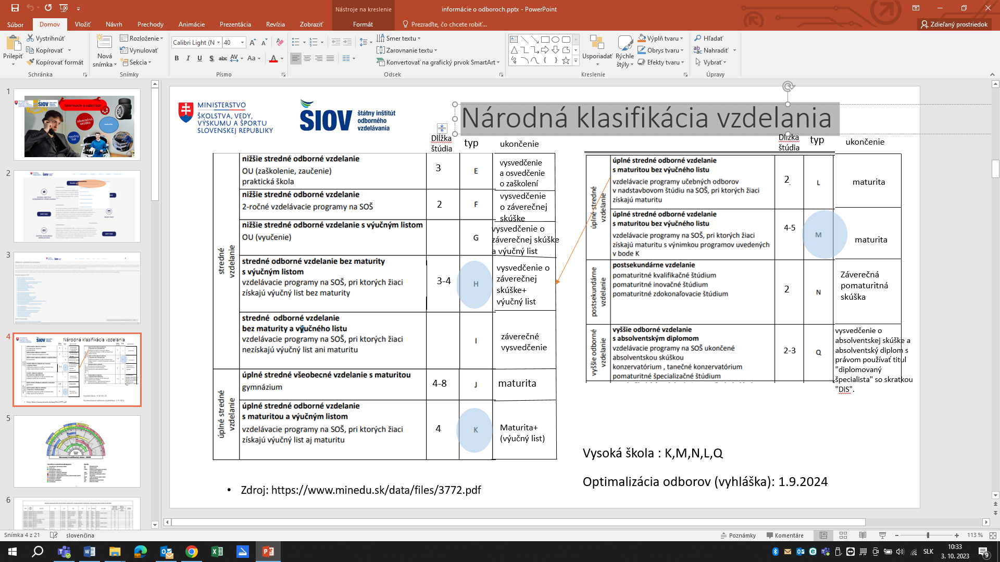 Nástroje na kreslenie
informácie o odboroch.pptx - PowerPoint
Súbor
Domov
Vložiť
Návrh
Prechody
Animácie
Prezentácia
Revízia
Zobraziť
Formát
Prezraďte, čo chcete robiť...
Zdieľaný prostriedok
Prilepiť
Vystrihnúť
Kopírovať
Kopírovať formát
Schránka
Nová
snímka
Rozloženie
Vynulovať
Sekcia
Snímky
Calibri Light (N
40
B I U S abc AV Aa A
Písmo
Smer textu
Zarovnanie textu
Konvertovať na grafický prvok SmartArt
Odsek
Usporiadať
Rýchle
štýly
Výplň tvaru
Obrys tvaru
Efekty tvaru
Kreslenie
Hľadať
Nahradiť
Vybrať
Úpravy
1
Informácie o odboroch
záverečná
skúška
maturita
výučný
list
2
3
4
Národná klasifikácia vzdelania
5
6
MINISTERSTVO
ŠKOLSTVA, VEDY,
VÝSKUMU A ŠPORTU
SLOVENSKEJ REPUBLIKY
ŠIOV
štátny inštitút
odborného
vzdelávania
Národná klasifikácia vzdelania
Dĺžka
štúdia
typ
ukončenie
stredné
vzdelanie
nižšie stredné odborné vzdelanie
OU (zaškolenie, zaučenie)
praktická škola
3
E
vysvedčenie
a osvedčenie
o zaškolení
nižšie stredné odborné vzdelanie
2-ročné vzdelávacie programy na SOŠ
2
F
vysvedčenie
o záverečnej
skúške
nižšie stredné odborné vzdelanie s výučným listom
OU (vyučenie)
G
vysvedčenie o
záverečnej skúške
a výučný list
stredné odborné vzdelanie bez maturity
s výučným listom
vzdelávacie programy na SOŠ, pri ktorých žiaci
získajú výučný list bez maturity
3-4
H
vysvedčenie o
záverečnej
skúške+
výučný list
stredné odborné vzdelanie
bez maturity a výučného listu
vzdelávacie programy na SOŠ, pri ktorých žiaci
nezískajú výučný list ani maturitu
I
záverečné
vysvedčenie
úplné stredné
vzdelanie
úplné stredné všeobecné vzdelanie s maturitou
gymnázium
4-8
J
maturita
úplné stredné odborné vzdelanie
s maturitou a výučným listom
vzdelávacie programy na SOŠ, pri ktorých žiaci
získajú výučný list aj maturitu
4
K
Maturita+
(výučný list)
• Zdroj: https://www.minedu.sk/data/files/3772.pdf
Dĺžka
štúdia
typ
ukončenie
úplné stredné
vzdelanie
úplné stredné odborné vzdelanie
s maturitou bez výučného listu
vzdelávacie programy učebných odborov
v nadstavbovom štúdiu na SOŠ, pri ktorých žiaci
získajú maturitu
2
L
maturita
úplné stredné odborné vzdelanie
s maturitou bez výučného listu
vzdelávacie programy na SOŠ, pri ktorých žiaci
získajú maturitu s výnimkou programov uvedených
v bode K
4-5
M
maturita
postsekundárne
vzdelanie
postsekundárne vzdelanie
pomaturitné kvalifikačné štúdium
pomaturitné inovačné štúdium
pomaturitné zdokonaľovacie štúdium
2
N
Záverečná
pomaturitná
skúška
vyššie odborné
vzdelanie
vyššie odborné vzdelanie
s absolventským diplomom
vzdelávacie programy na SOŠ ukončené
absolventskou skúškou
konzervatórium , tanečné konzervatórium
pomaturitné špecializačné štúdium
2-3
Q
vysvedčenie o
absolventskej skúške a
absolventský diplom s
právom používať titul
"diplomovaný
špecialista" so skratkou
"DiS".
Vysoká škola : K,M,N,L,Q
Optimalizácia odborov (vyhláška): 1.9.2024
Snímka 4 z 21
slovenčina
Poznámky
Komentáre
113 %
SLK
10:33
3. 10. 2023
9